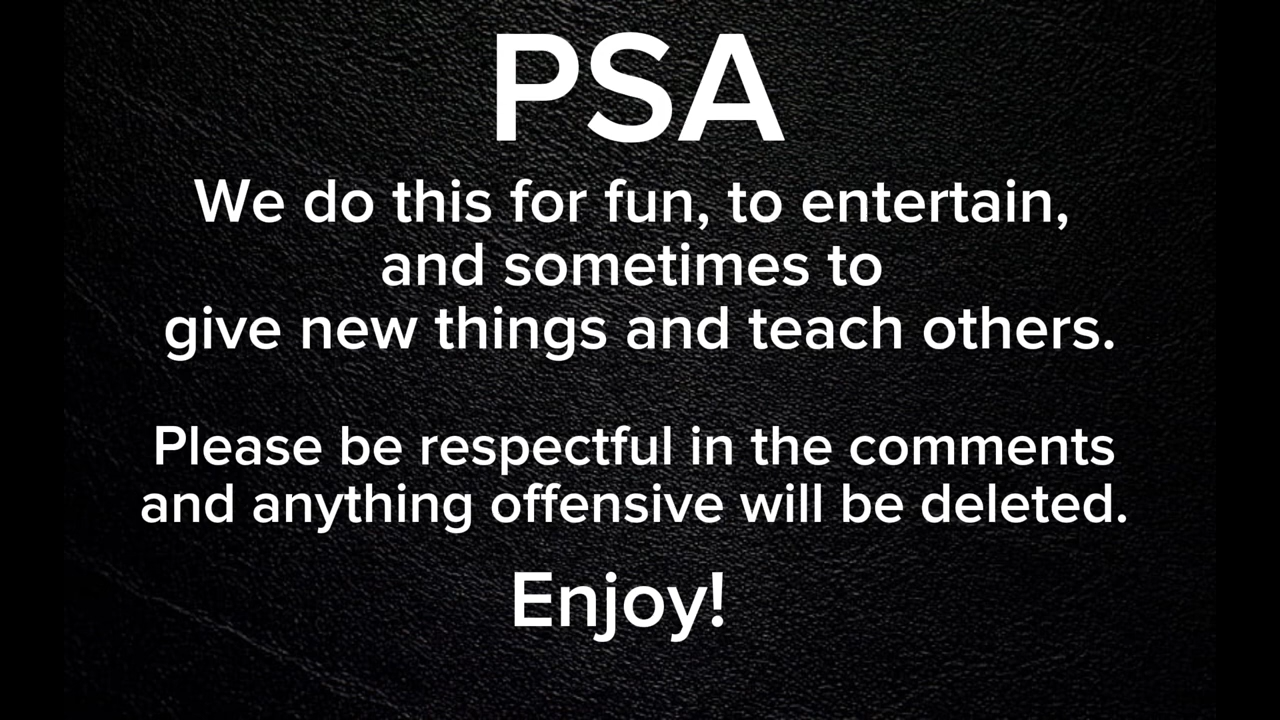 PSA
We do this for fun, to entertain,
and sometimes to
give new things and teach others.
Please be respectful in the comments
and anything offensive will be deleted.
Enjoy!